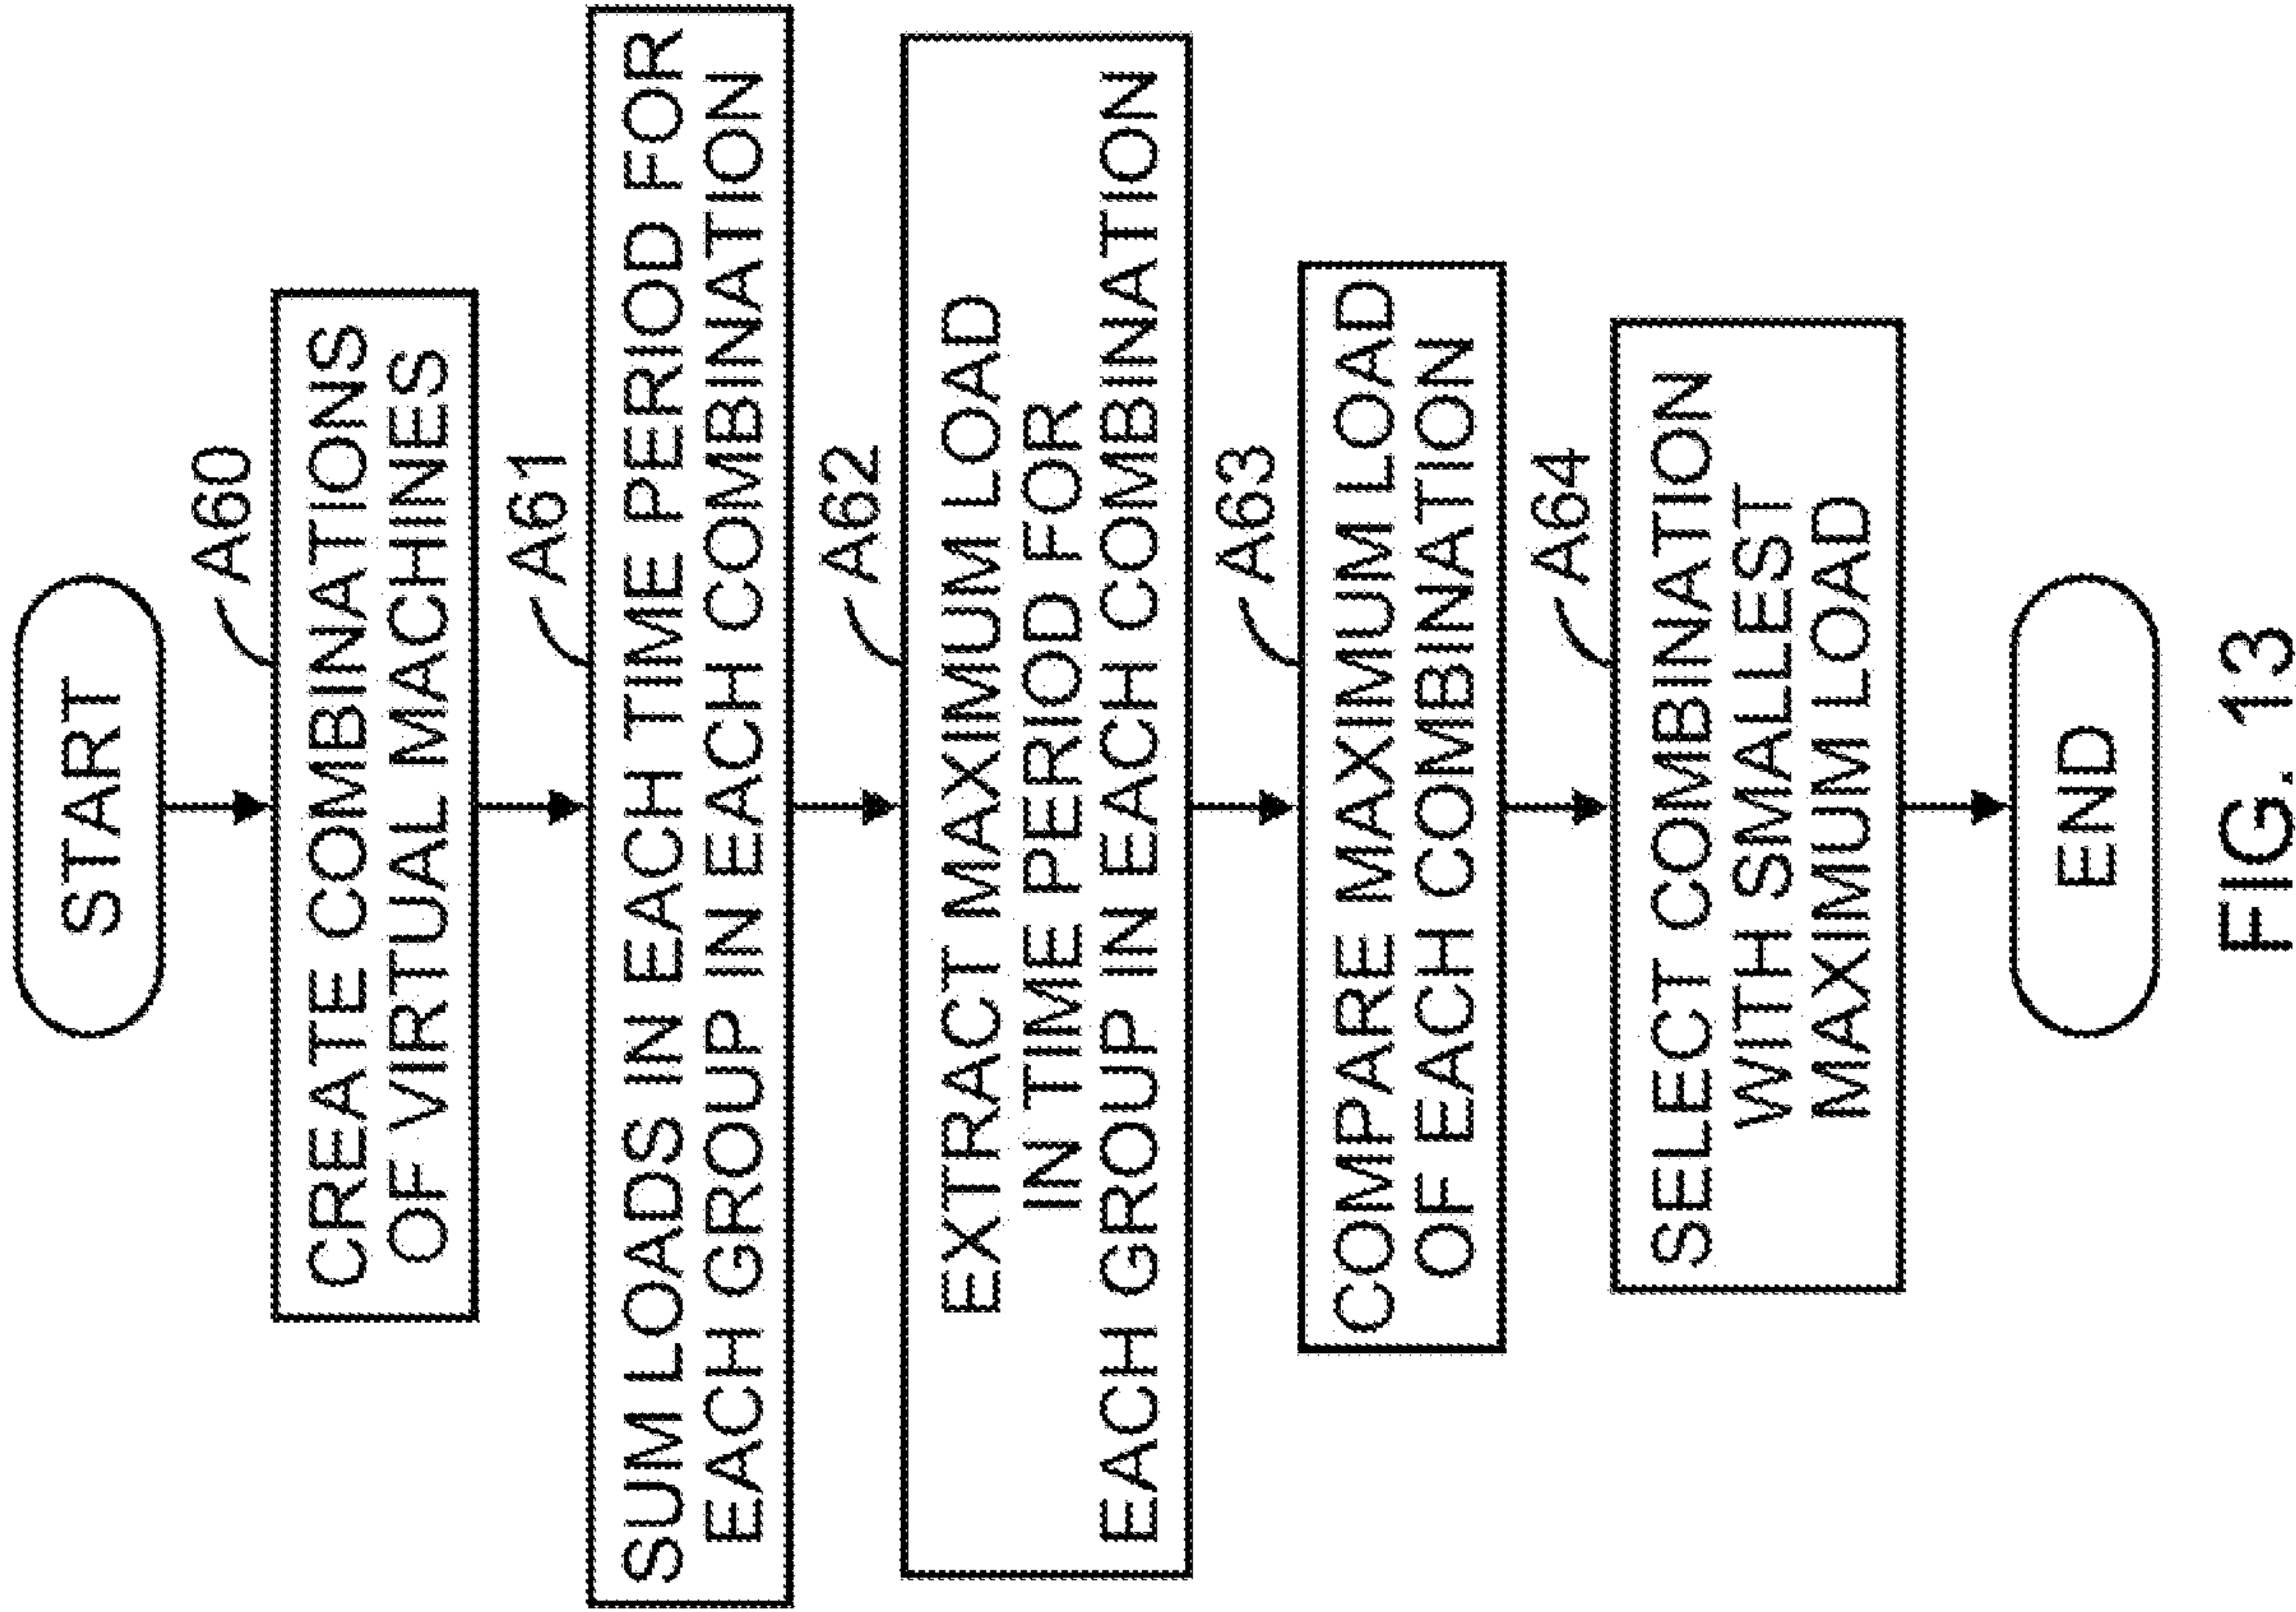 START
A60
CREATE COMBINATIONS
OF VIRTUAL MACHINES
A61
SUM LOADS IN EACH TIME PERIOD FOR
EACH GROUP IN EACH COMBINATION
A62
EXTRACT MAXIMUM LOAD
IN TIME PERIOD FOR
EACH GROUP IN EACH COMBINATION
A63
COMPARE MAXIMUM LOAD
OF EACH COMBINATION
A64
SELECT COMBINATION
WITH SMALLEST
MAXIMUM LOAD
END
FIG. 13